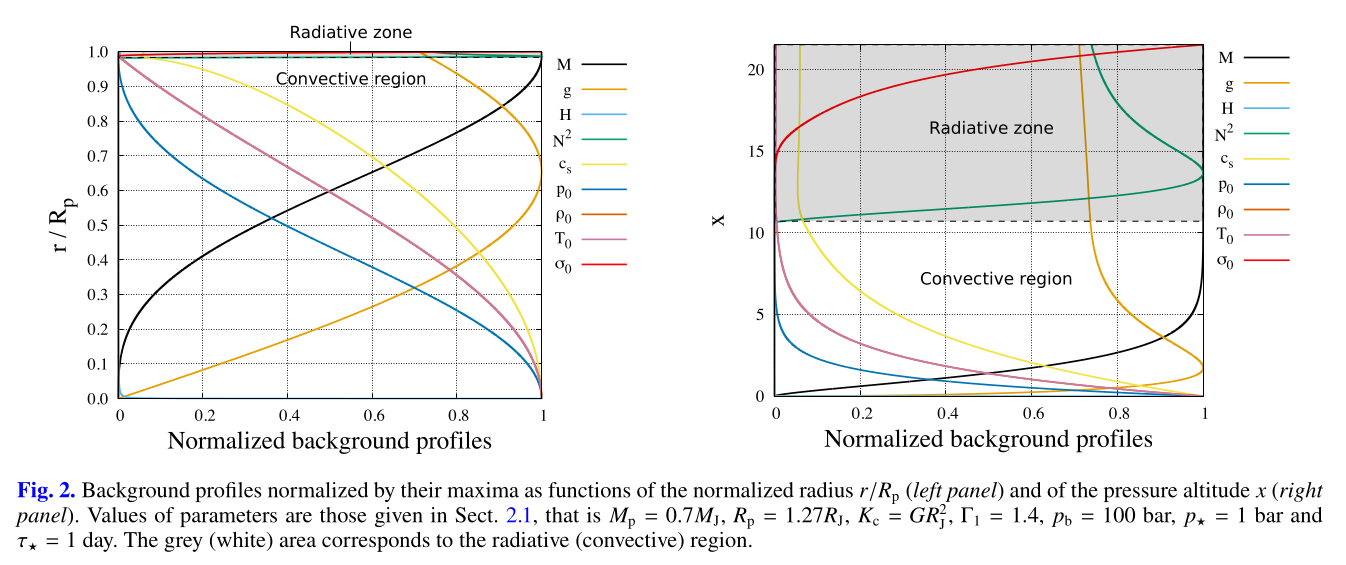 Radiative zone
1.0
0.9
0.8
0.7
0.6
0.5
0.4
0.3
0.2
0.1
0.0
r / Rp
Convective region
0 0.2 0.4 0.6 0.8 1
Normalized background profiles
M
g
H
N²
cs
p₀
ρ₀
T₀
σ₀
20
15
10
5
0
x
Radiative zone
Convective region
0 0.2 0.4 0.6 0.8 1
Normalized background profiles
M
g
H
N²
cs
p₀
ρ₀
T₀
σ₀
Fig. 2. Background profiles normalized by their maxima as functions of the normalized radius r/Rp (left panel) and of the pressure altitude x (right
panel). Values of parameters are those given in Sect. 2.1, that is Mp = 0.7MJ, Rp = 1.27RJ, Kc = GR²J, Γ₁ = 1.4, pb = 100 bar, p⋆ = 1 bar and
τ⋆ = 1 day. The grey (white) area corresponds to the radiative (convective) region.